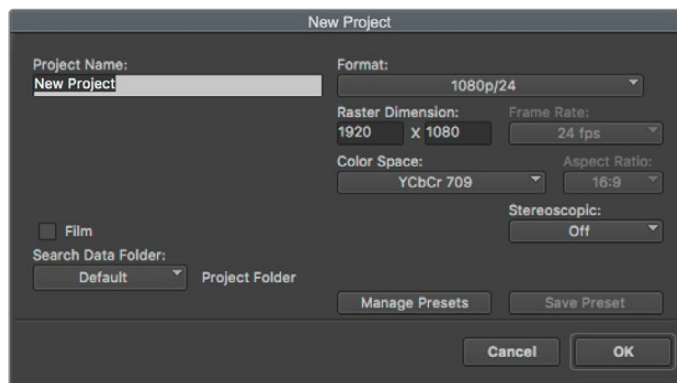 New Project
Project Name:
New Project
Format:
1080p/24
Raster Dimension:
Frame Rate:
1920 x 1080
24 fps
Color Space:
Aspect Ratio:
YCbCr 709
16:9
Stereoscopic:
Off
Film
Search Data Folder:
Default
Project Folder
Manage Presets
Save Preset
Cancel
OK